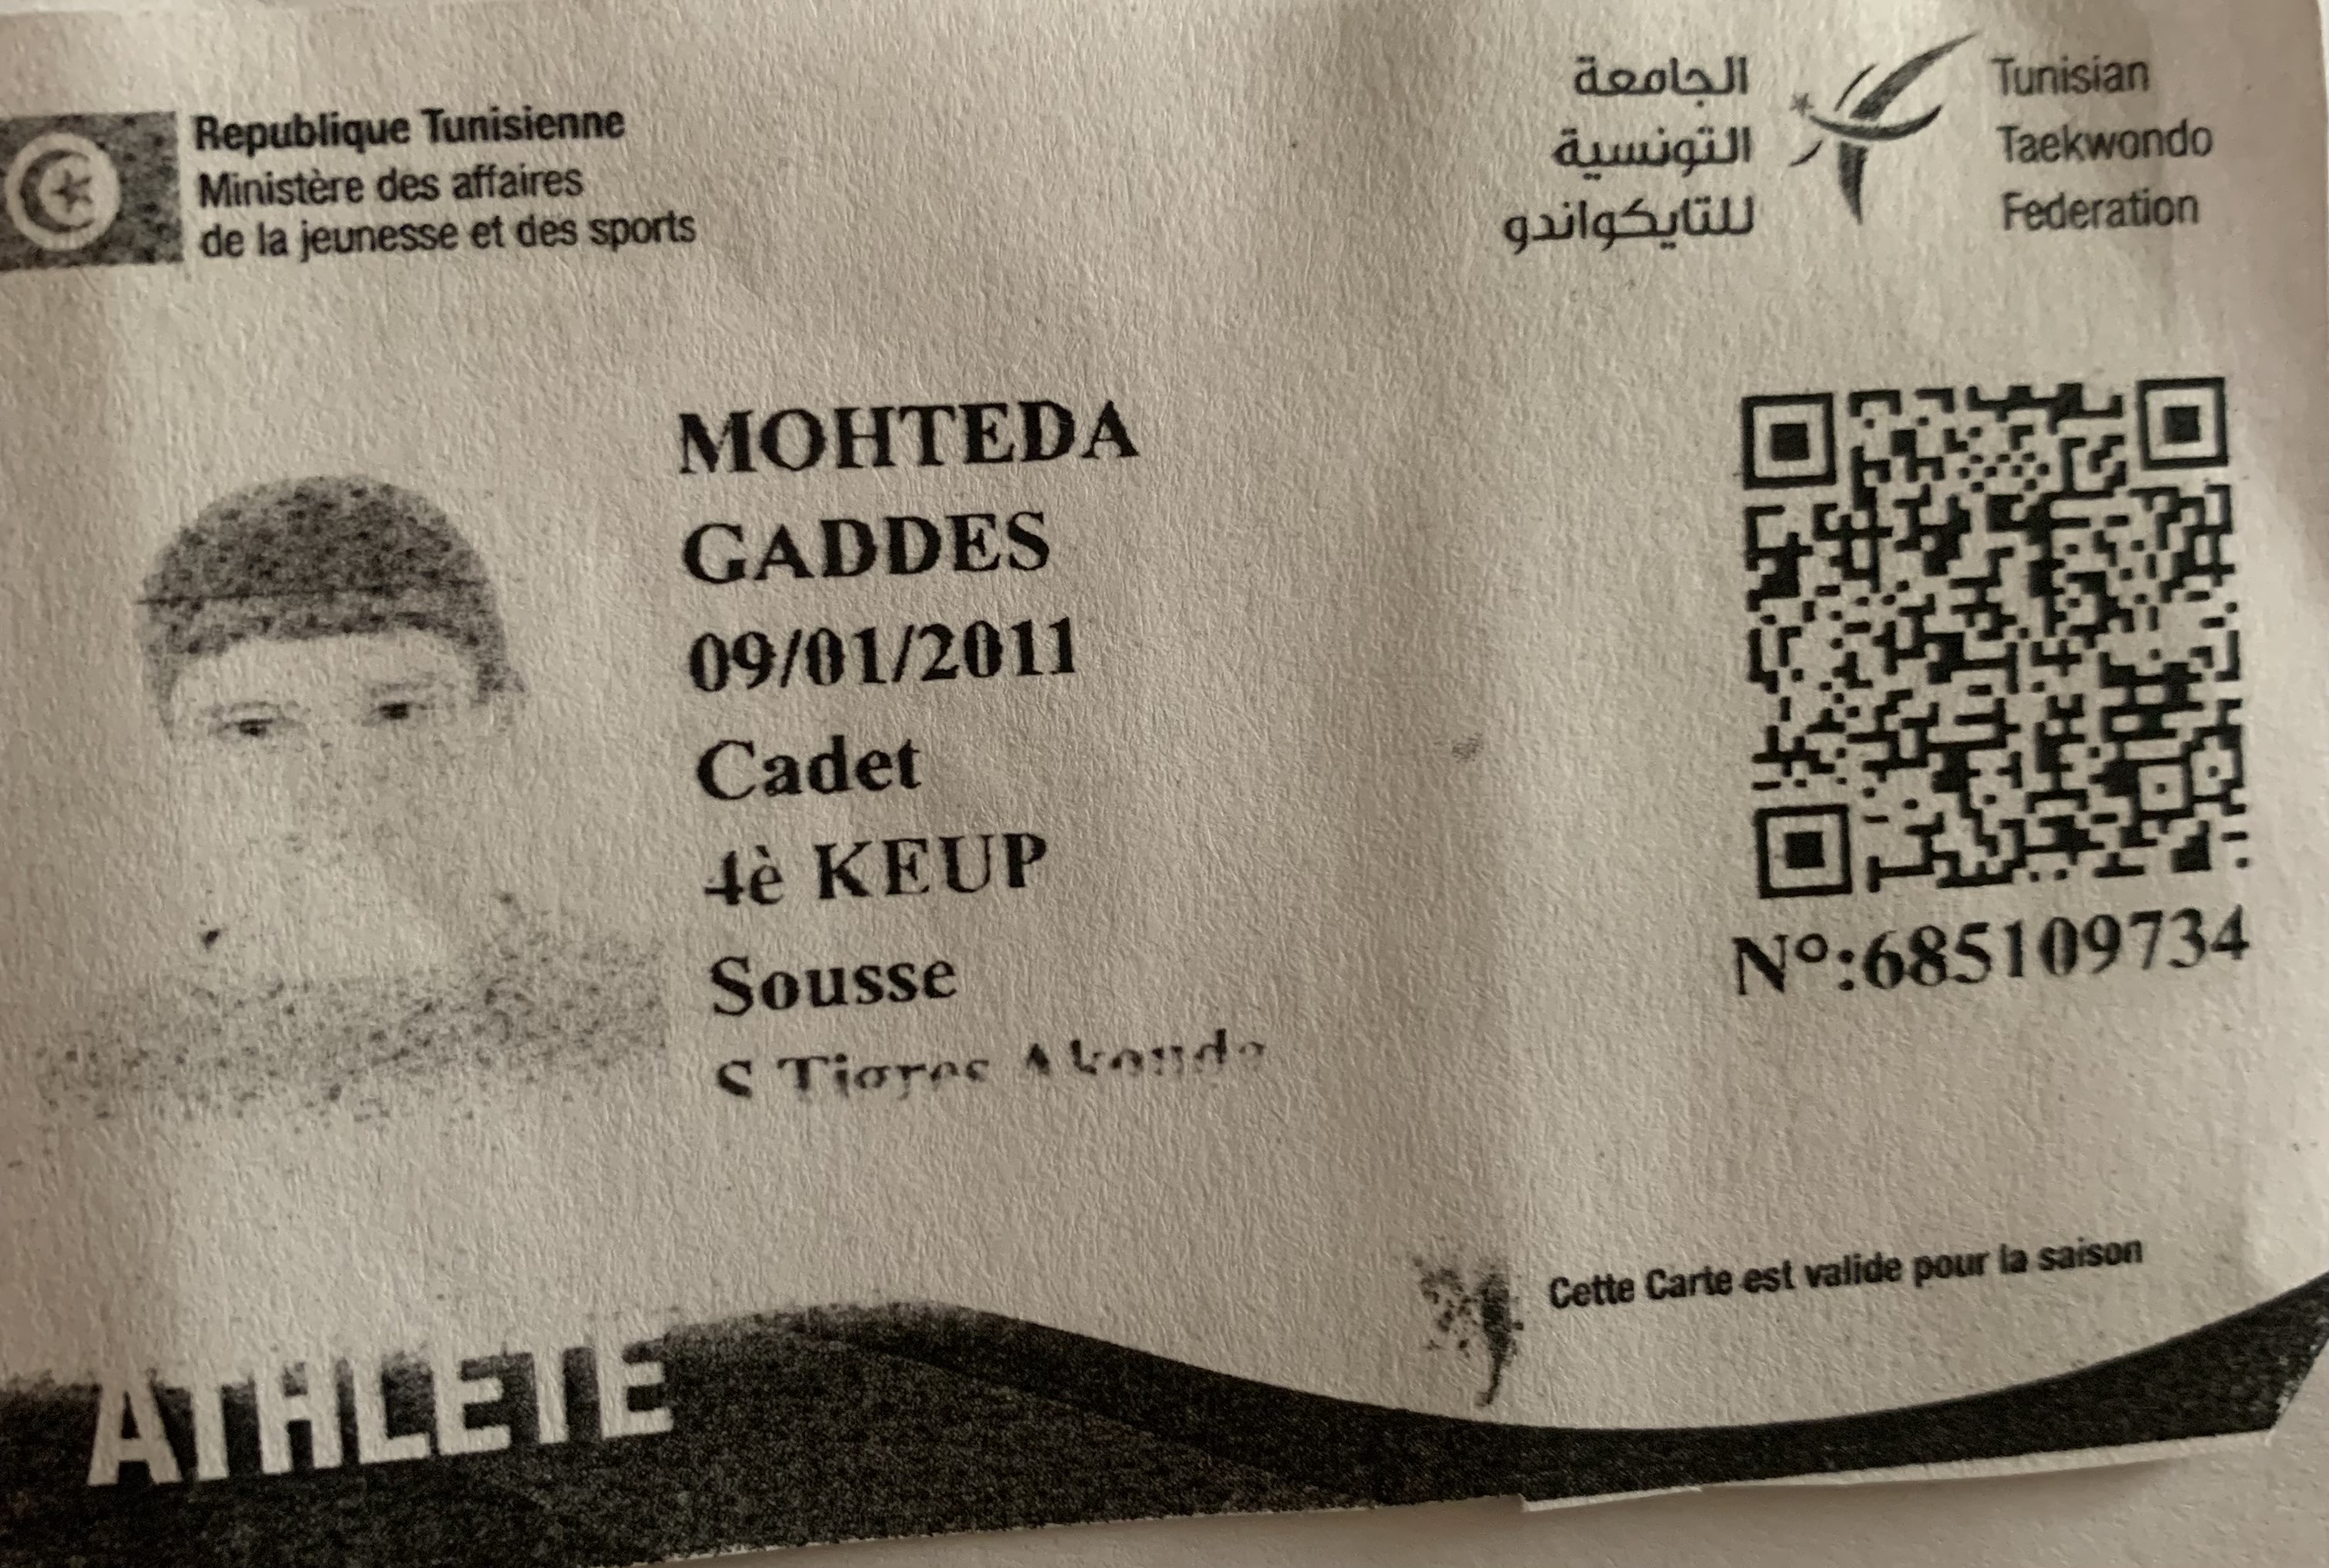 Republique Tunisienne
Ministère des affaires
de la jeunesse et des sports
الجامعة
التونسية
للتايكواندو
Tunisian
Taekwondo
Federation
MOHTEDA
GADDES
09/01/2011
Cadet
4è KEUP
Sousse
S Tigres Akouda
N°:685109734
Cette Carte est valide pour la saison
ATHLETE